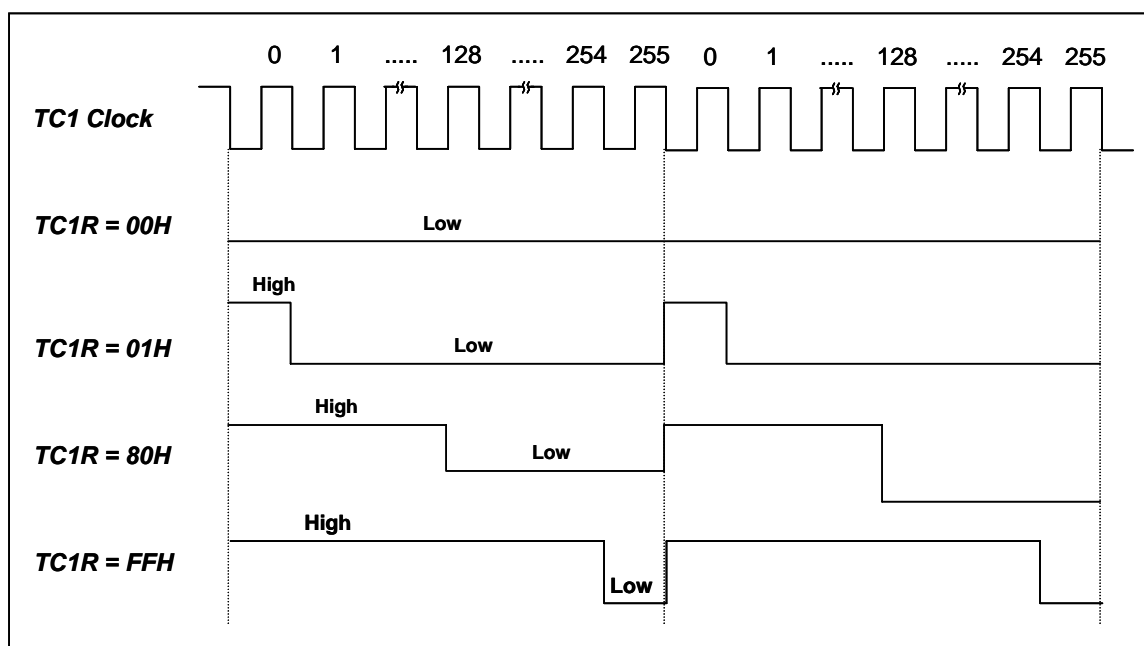 0 1 ..... 128 ..... 254 255 0 1 ..... 128 ..... 254 255
TC1 Clock
TC1R = 00H
Low
High
TC1R = 01H
Low
High
TC1R = 80H
Low
High
TC1R = FFH
Low